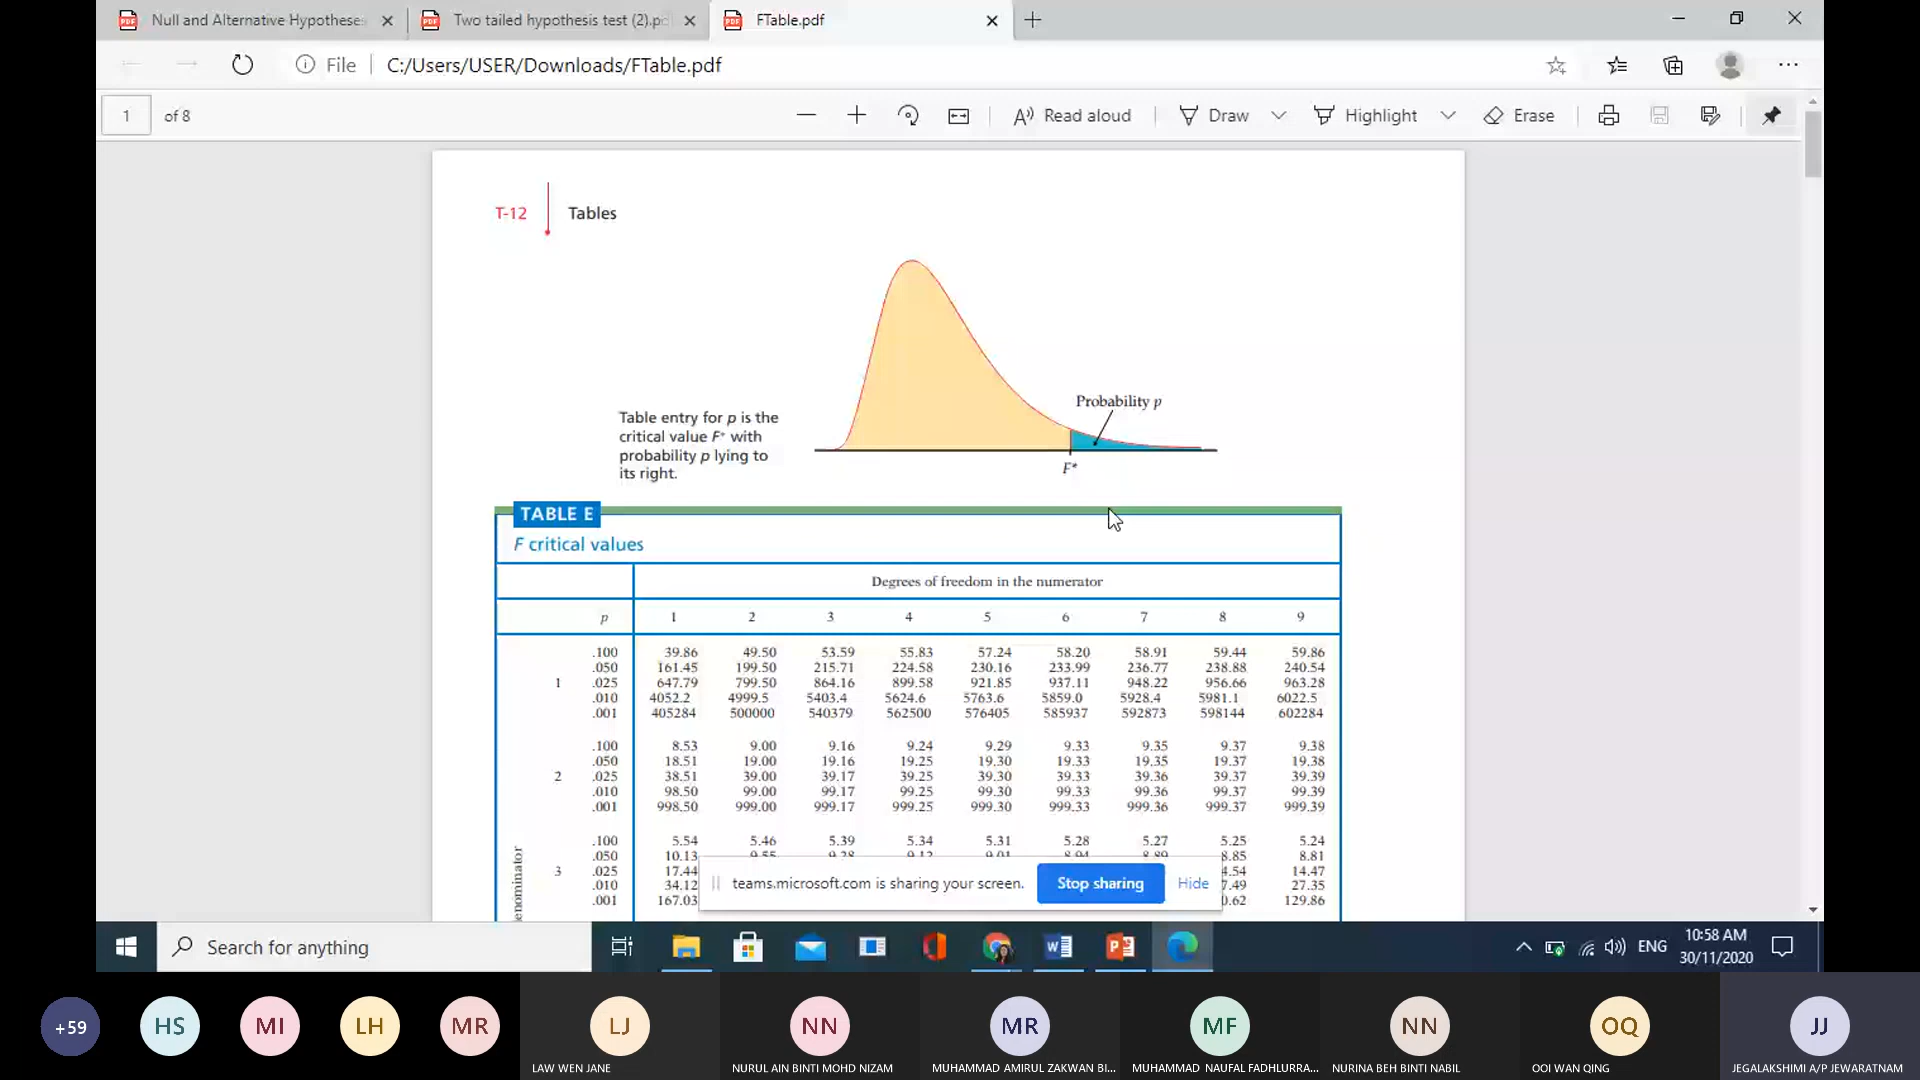 Null and Alternative Hypotheses
Two tailed hypothesis test (2).pd
FTable.pdf
File
C:/Users/USER/Downloads/FTable.pdf
1 of 8
Read aloud
Draw
Highlight
Erase
T-12
Tables
Probability p
Table entry for p is the
critical value F* with
probability p lying to
its right.
F*
TABLE E
F critical values
Degrees of freedom in the numerator
p 1 2 3 4 5 6 7 8 9
.100 39.86 49.50 53.59 55.83 57.24 58.20 58.91 59.44 59.86
.050 161.45 199.50 215.71 224.58 230.16 233.99 236.77 238.88 240.54
1 .025 647.79 799.50 864.16 899.58 921.85 937.11 948.22 956.66 963.28
.010 4052.2 4999.5 5403.4 5624.6 5763.6 5859.0 5928.4 5981.1 6022.5
.001 405284 500000 540379 562500 576405 585937 592873 598144 602284
.100 8.53 9.00 9.16 9.24 9.29 9.33 9.35 9.37 9.38
.050 18.51 19.00 19.16 19.25 19.30 19.33 19.35 19.37 19.38
2 .025 38.51 39.00 39.17 39.25 39.30 39.33 39.36 39.37 39.39
.010 98.50 99.00 99.17 99.25 99.30 99.33 99.36 99.37 99.39
.001 998.50 999.00 999.17 999.25 999.30 999.33 999.36 999.37 999.39
.100 5.54 5.46 5.39 5.34 5.31 5.28 5.27 5.25 5.24
.050 10.13 8.85 8.81
3 .025 17.44 4.54 14.47
.010 34.12 7.49 27.35
.001 167.03 0.62 129.86
enominator
teams.microsoft.com is sharing your screen.
Stop sharing
Hide
Search for anything
ENG
10:58 AM
30/11/2020
+59
HS
MI
LH
MR
LJ
LAW WEN JANE
NN
NURUL AIN BINTI MOHD NIZAM
MR
MUHAMMAD AMIRUL ZAKWAN BI...
MF
MUHAMMAD NAUFAL FADHLURRA...
NN
NURINA BEH BINTI NABIL
OQ
OOI WAN QING
JJ
JEGALAKSHIMI A/P JEWARATNAM